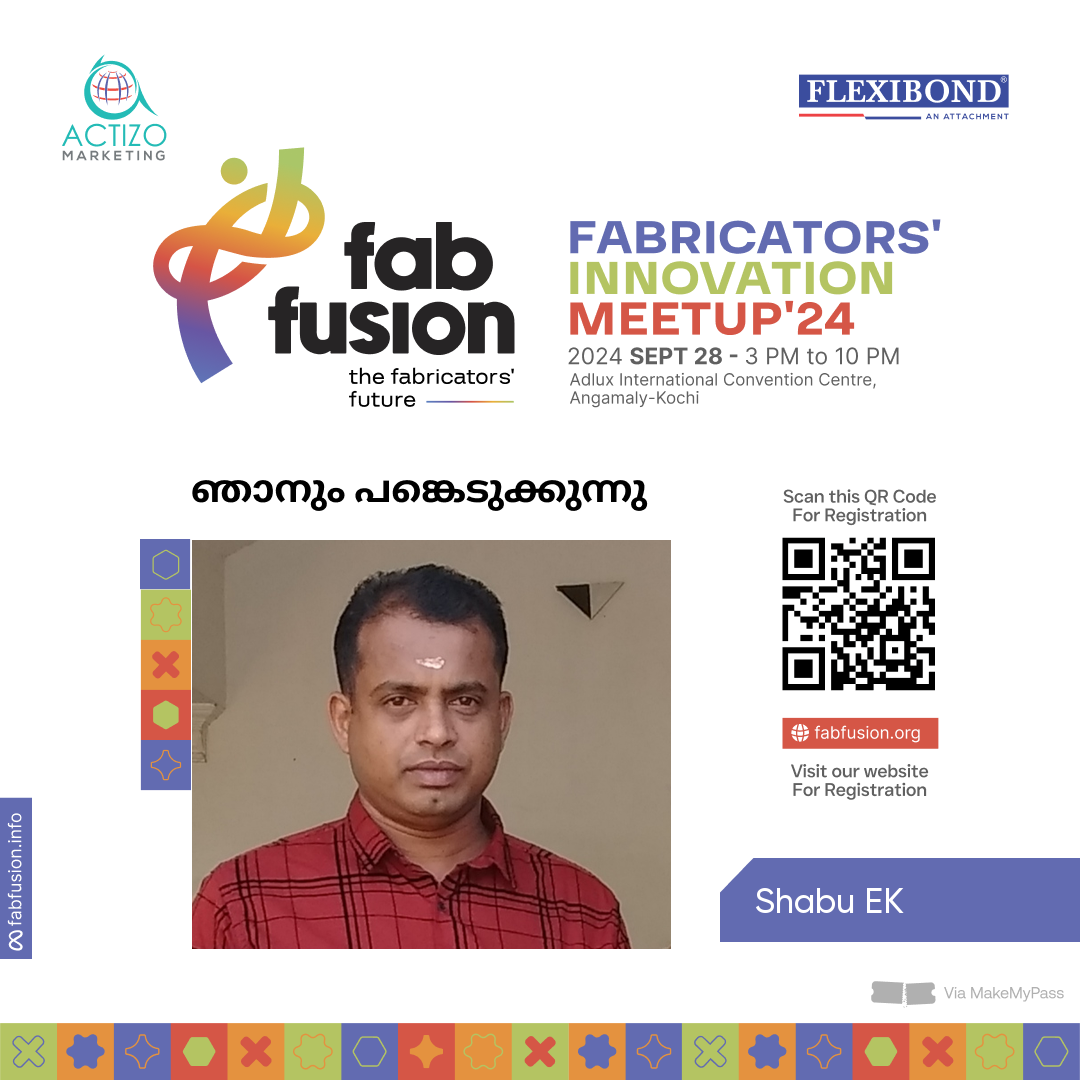 ACTIZO
MARKETING
FLEXIBOND®
AN ATTACHMENT
fab
fusion
the fabricators'
future
FABRICATORS'
INNOVATION
MEETUP'24
2024 SEPT 28 - 3 PM to 10 PM
Adlux International Convention Centre,
Angamaly-Kochi
ഞാനും പങ്കെടുക്കുന്നു
Scan this QR Code
For Registration
fabfusion.org
Visit our website
For Registration
fabfusion.info
Shabu EK
Via MakeMyPass